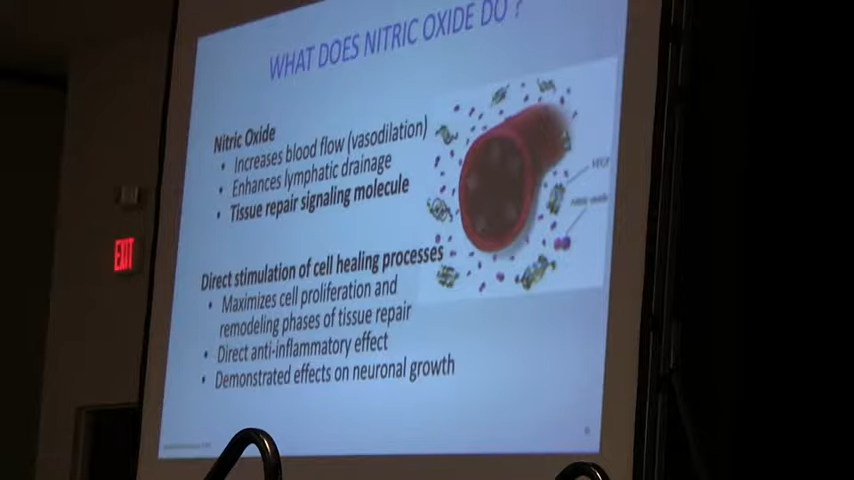 WHAT DOES NITRIC OXIDE DO ?
Nitric Oxide
• Increases blood flow (vasodilation)
• Enhances lymphatic drainage
• Tissue repair signaling molecule
Direct stimulation of cell healing processes
• Maximizes cell proliferation and
remodeling phases of tissue repair
• Direct anti-inflammatory effect
• Demonstrated effects on neuronal growth
EXIT